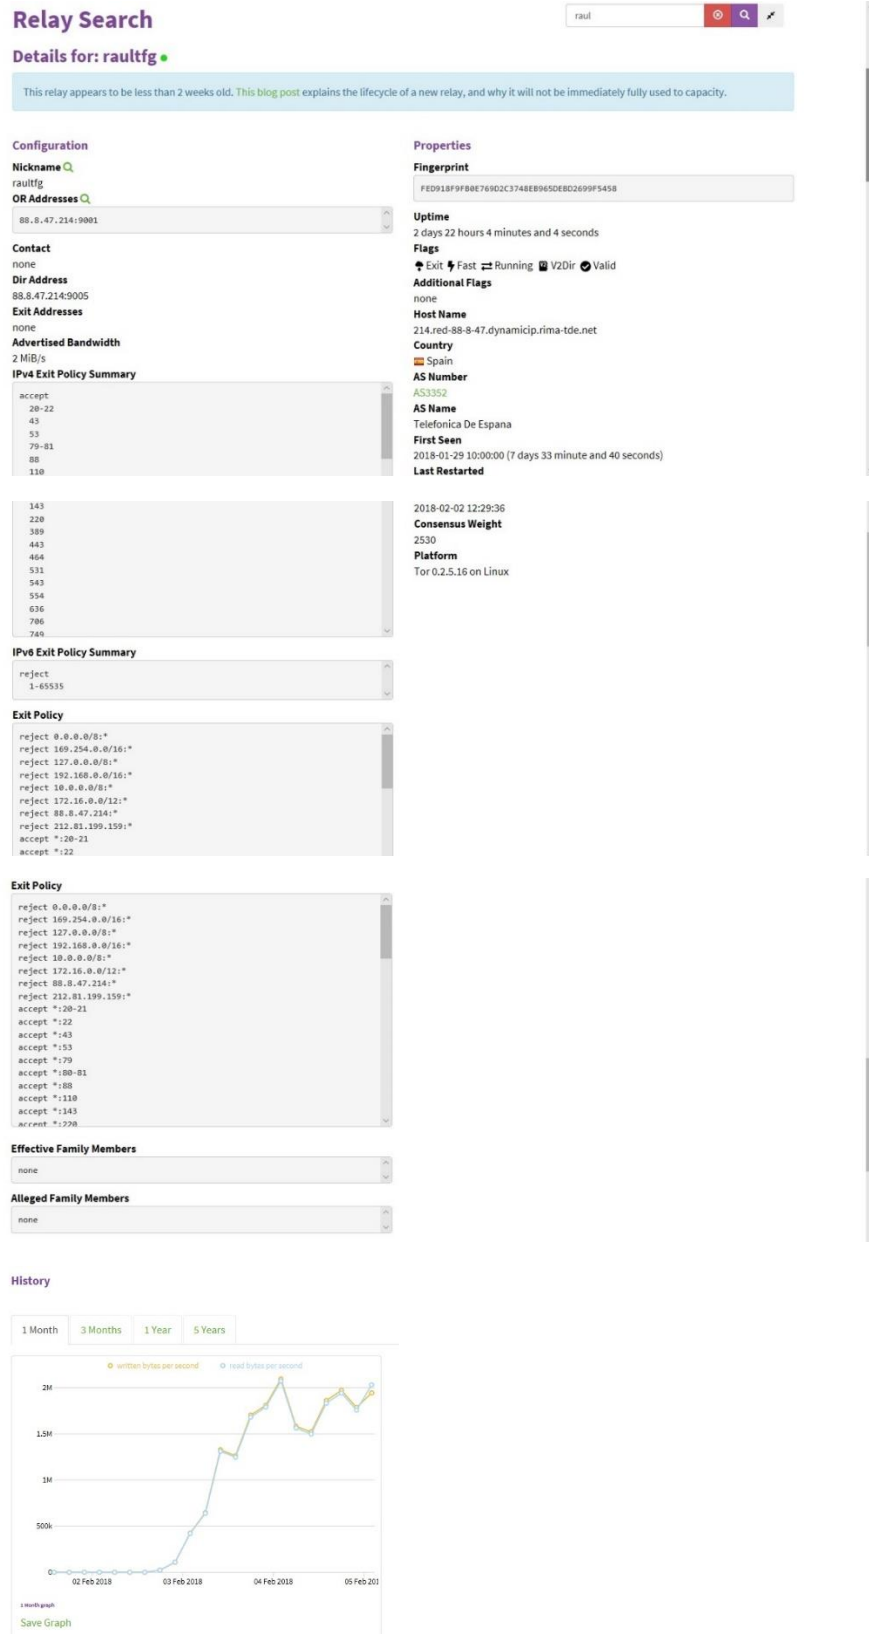 Relay Search
raul
Details for: raultfg
This relay appears to be less than 2 weeks old. This blog post explains the lifecycle of a new relay, and why it will not be immediately fully used to capacity.
Configuration
Nickname
raultfg
OR Addresses
88.8.47.214:9001
Contact
none
Dir Address
88.8.47.214:9005
Exit Addresses
none
Advertised Bandwidth
2 MiB/s
IPv4 Exit Policy Summary
accept
20-22
43
53
79-81
88
110
Properties
Fingerprint
FED918F9F80E769D2C3748EB965DEBD2699F5458
Uptime
2 days 22 hours 4 minutes and 4 seconds
Flags
Exit Fast Running V2Dir Valid
Additional Flags
none
Host Name
214.red-88-8-47.dynamicip.rima-tde.net
Country
Spain
AS Number
AS3352
AS Name
Telefonica De Espana
First Seen
2018-01-29 10:00:00 (7 days 33 minute and 40 seconds)
Last Restarted
143
220
389
443
464
531
543
554
636
706
749
2018-02-02 12:29:36
Consensus Weight
2530
Platform
Tor 0.2.5.16 on Linux
IPv6 Exit Policy Summary
reject
1-65535
Exit Policy
reject 0.0.0.0/8:*
reject 169.254.0.0/16:*
reject 127.0.0.0/8:*
reject 192.168.0.0/16:*
reject 10.0.0.0/8:*
reject 172.16.0.0/12:*
reject 88.8.47.214:*
reject 212.81.199.159:*
accept *:20-21
accept *:22
Exit Policy
reject 0.0.0.0/8:*
reject 169.254.0.0/16:*
reject 127.0.0.0/8:*
reject 192.168.0.0/16:*
reject 10.0.0.0/8:*
reject 172.16.0.0/12:*
reject 88.8.47.214:*
reject 212.81.199.159:*
accept *:20-21
accept *:22
accept *:43
accept *:53
accept *:79
accept *:80-81
accept *:88
accept *:110
accept *:143
accept *:220
Effective Family Members
none
Alleged Family Members
none
History
1 Month 3 Months 1 Year 5 Years
written bytes per second read bytes per second
2M
1.5M
1M
500k
0
02 Feb 2018 03 Feb 2018 04 Feb 2018 05 Feb 201
1 Month graph
Save Graph